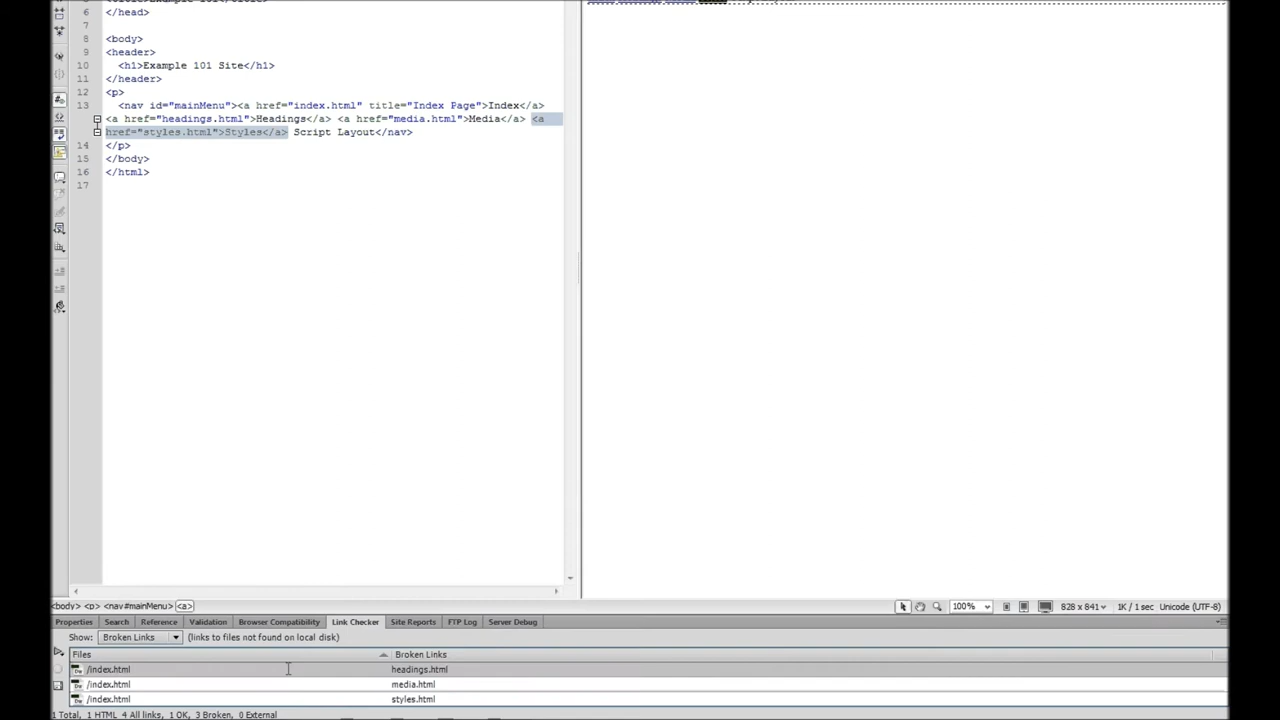 6 </head>
7
8 <body>
9 <header>
10 <h1>Example 101 Site</h1>
11 </header>
12 <p>
13 <nav id="mainMenu"><a href="index.html" title="Index Page">Index</a>
<a href="headings.html">Headings</a> <a href="media.html">Media</a> <a
href="styles.html">Styles</a> Script Layout</nav>
14 </p>
15 </body>
16 </html>
17
<body> <p> <nav#mainMenu> <a> 100% 828 x 841 1K / 1 sec Unicode (UTF-8)
Properties Search Reference Validation Browser Compatibility Link Checker Site Reports FTP Log Server Debug
Show: Broken Links (links to files not found on local disk)
Files Broken Links
/index.html headings.html
/index.html media.html
/index.html styles.html
1 Total, 1 HTML 4 All links, 1 OK, 3 Broken, 0 External